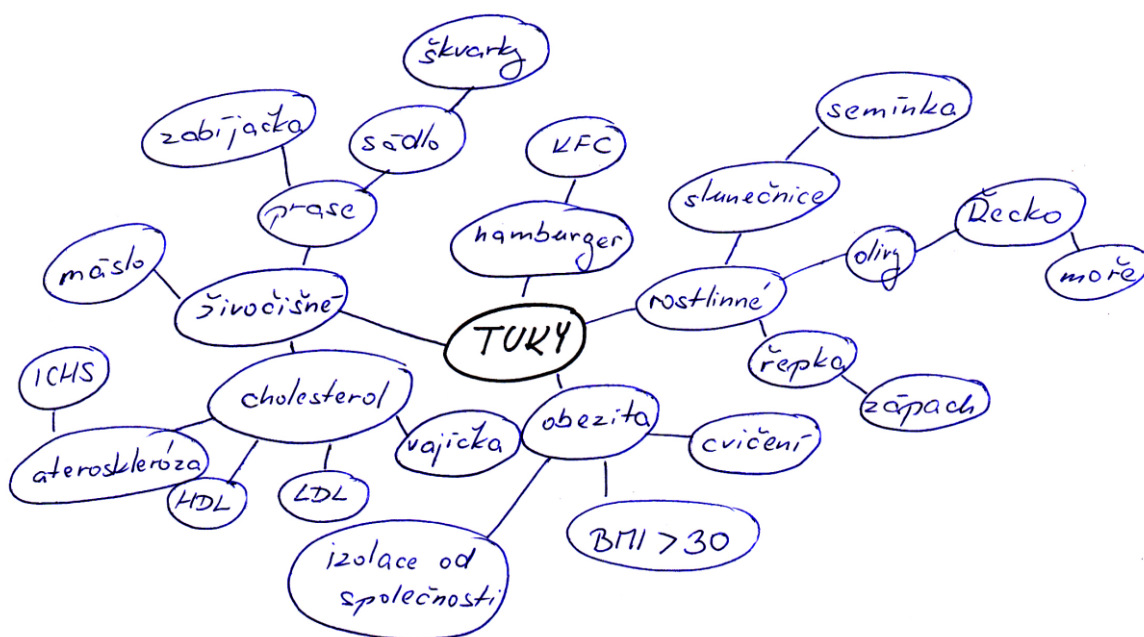 škvarky
semínka
zabíjačka
sádlo
KFC
slunečnice
prase
hamburger
Řecko
olivy
máslo
moře
živočišné
rostlinné
TUKY
řepka
ICHS
cholesterol
zápach
obezita
vajíčka
cvičení
ateroskleróza
HDL
LDL
BMI > 30
izolace od
společnosti